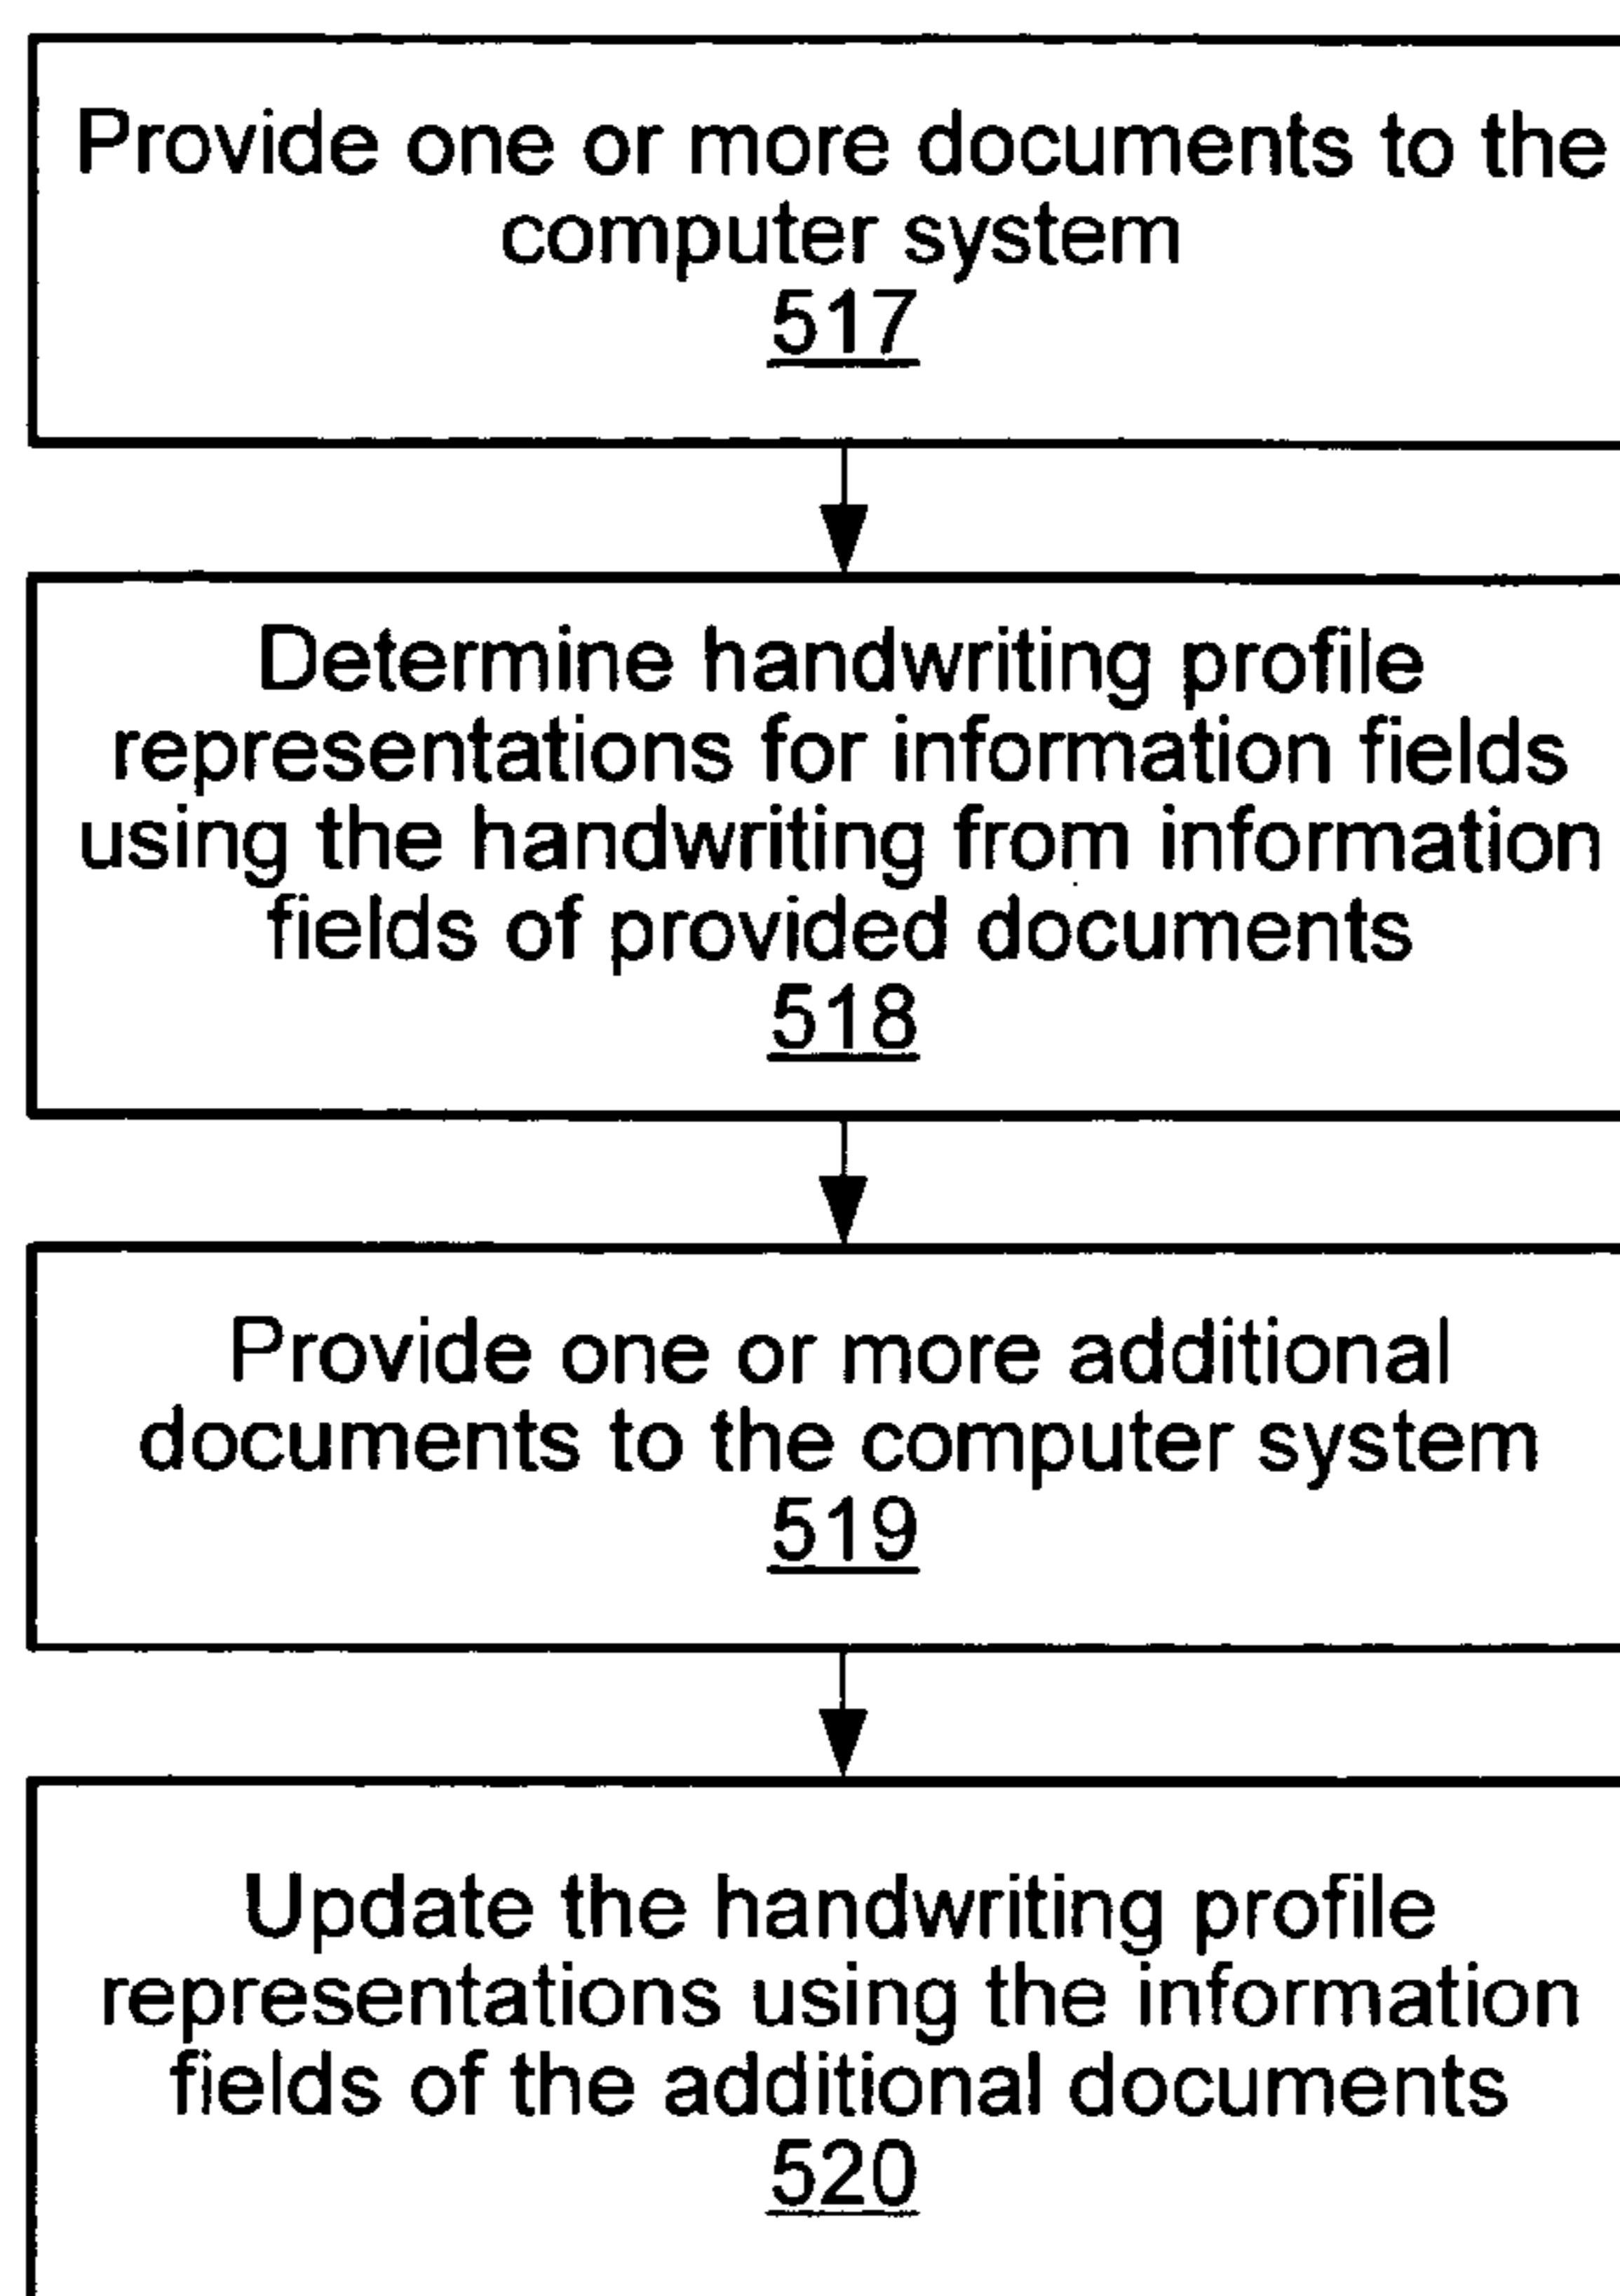 Provide one or more documents to the
computer system
517
Determine handwriting profile
representations for information fields
using the handwriting from information
fields of provided documents
518
Provide one or more additional
documents to the computer system
519
Update the handwriting profile
representations using the information
fields of the additional documents
520